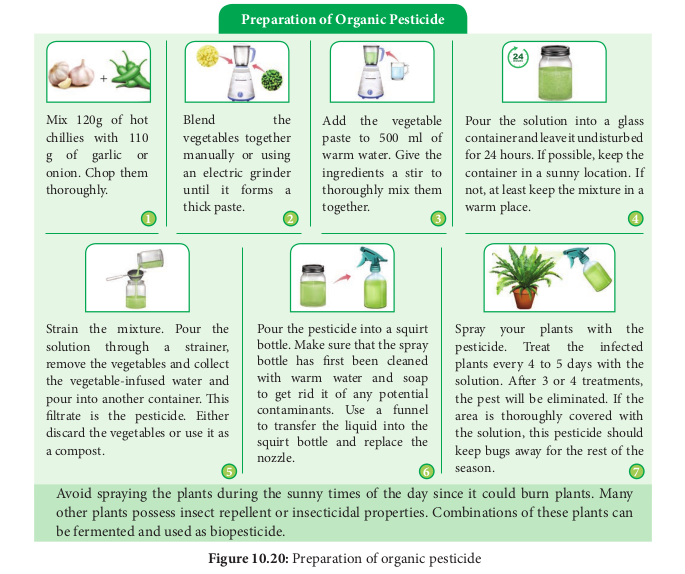 Preparation of Organic Pesticide
+
24
Mix 120g of hot
chillies with 110
g of garlic or
onion. Chop them
thoroughly.
1
Blend the
vegetables together
manually or using
an electric grinder
until it forms a
thick paste.
2
Add the vegetable
paste to 500 ml of
warm water. Give the
ingredients a stir to
thoroughly mix them
together.
3
Pour the solution into a glass
container and leave it undisturbed
for 24 hours. If possible, keep the
container in a sunny location. If
not, at least keep the mixture in a
warm place.
4
Strain the mixture. Pour the
solution through a strainer,
remove the vegetables and collect
the vegetable-infused water and
pour into another container. This
filtrate is the pesticide. Either
discard the vegetables or use it as
a compost.
5
Pour the pesticide into a squirt
bottle. Make sure that the spray
bottle has first been cleaned
with warm water and soap
to get rid it of any potential
contaminants. Use a funnel
to transfer the liquid into the
squirt bottle and replace the
nozzle.
6
Spray your plants with the
pesticide. Treat the infected
plants every 4 to 5 days with the
solution. After 3 or 4 treatments,
the pest will be eliminated. If the
area is thoroughly covered with
the solution, this pesticide should
keep bugs away for the rest of the
season.
7
Avoid spraying the plants during the sunny times of the day since it could burn plants. Many
other plants possess insect repellent or insecticidal properties. Combinations of these plants can
be fermented and used as biopesticide.
Figure 10.20: Preparation of organic pesticide